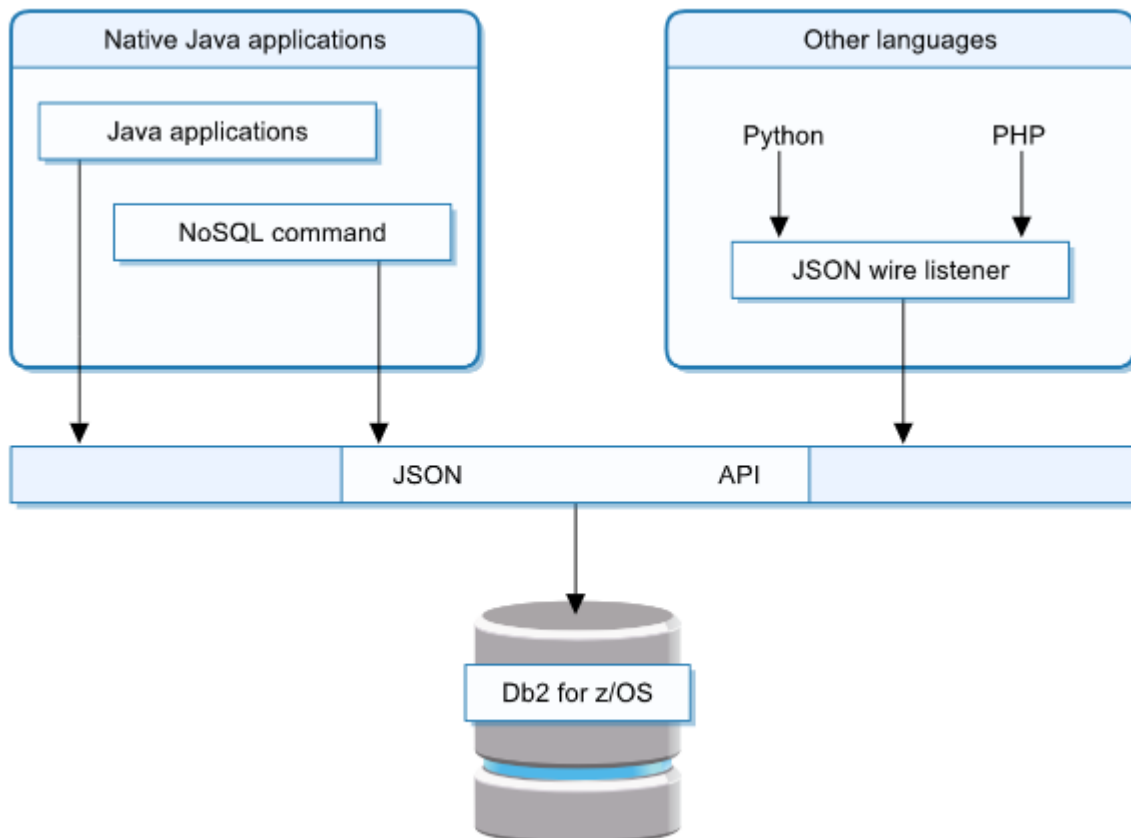 Native Java applications
Java applications
NoSQL command
Other languages
Python PHP
JSON wire listener
JSON API
Db2 for z/OS